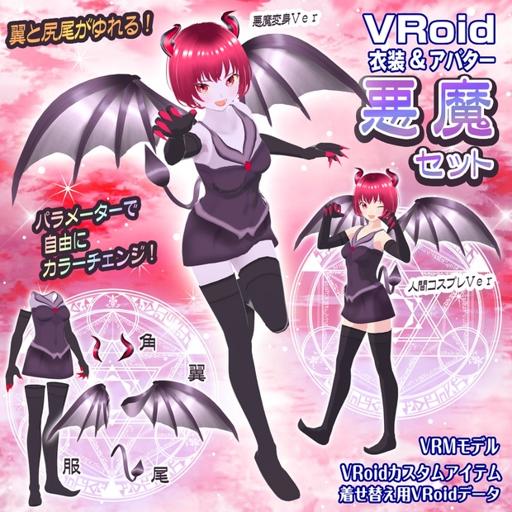 翼と尻尾がゆれる！
悪魔変身Ver
VRoid
衣装＆アバター
悪魔
セット
パラメーターで
自由に
カラーチェンジ！
人間コスプレVer
角
翼
服
尾
VRMモデル
VRoidカスタムアイテム
着せ替え用VRoidデータ